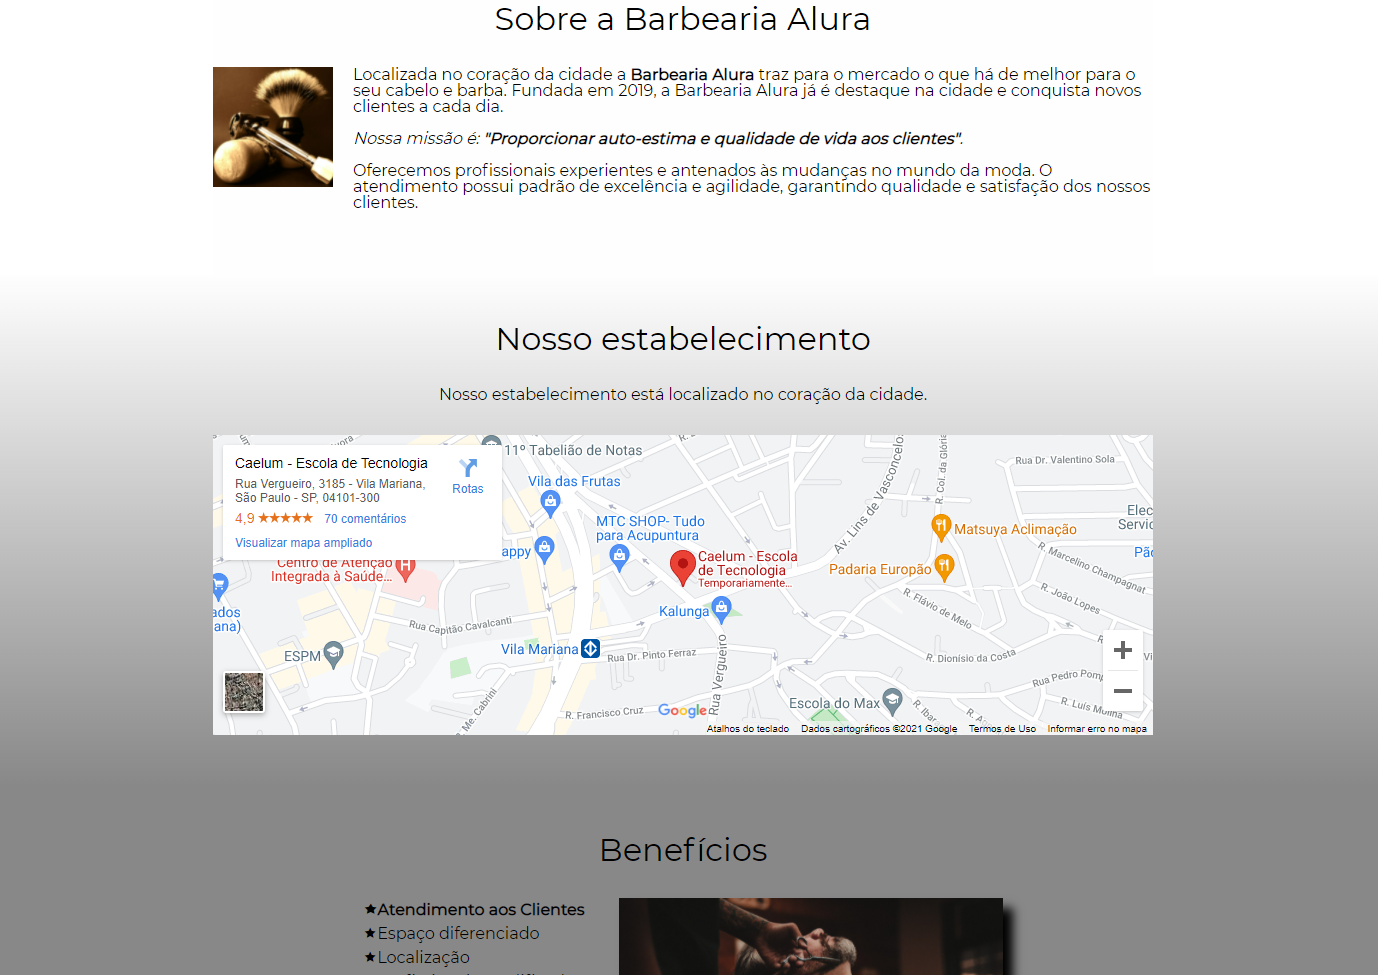 Sobre a Barbearia Alura
Localizada no coração da cidade a Barbearia Alura traz para o mercado o que há de melhor para o
seu cabelo e barba. Fundada em 2019, a Barbearia Alura já é destaque na cidade e conquista novos
clientes a cada dia.
Nossa missão é: "Proporcionar auto-estima e qualidade de vida aos clientes".
Oferecemos profissionais experientes e antenados às mudanças no mundo da moda. O
atendimento possui padrão de excelência e agilidade, garantindo qualidade e satisfação dos nossos
clientes.
Nosso estabelecimento
Nosso estabelecimento está localizado no coração da cidade.
Caelum - Escola de Tecnologia
Rua Vergueiro, 3185 - Vila Mariana,
São Paulo - SP, 04101-300
4,9
70 comentários
Visualizar mapa ampliado
Rotas
11º Tabelião de Notas
Vila das Frutas
MTC SHOP- Tudo
para Acupuntura
appy
Centro de Atenção
Integrada à Saúde...
Caelum - Escola
de Tecnologia
Temporariamente...
Av. Lins de Vasconcelos
R. Col. da Glória
Rua Dr. Valentino Sola
Elec
Servic
Matsuya Aclimação
Padaria Europão
R. Marcelino Champagnat
Pão
R. João Lopes
R. Flávio de Melo
Kalunga
ados
ana)
Rua Capitão Cavalcanti
ESPM
Vila Mariana
Rua Dr. Pinto Ferraz
Rua Vergueiro
R. Dionísio da Costa
Vi
Rua Pedro Pom
R. Luís Mulina
Escola do Max
R. Ibar
Me. Cabrini
R. Francisco Cruz
Google
Atalhos do teclado
Dados cartográficos ©2021 Google
Termos de Uso
Informar erro no mapa
Benefícios
Atendimento aos Clientes
Espaço diferenciado
Localização